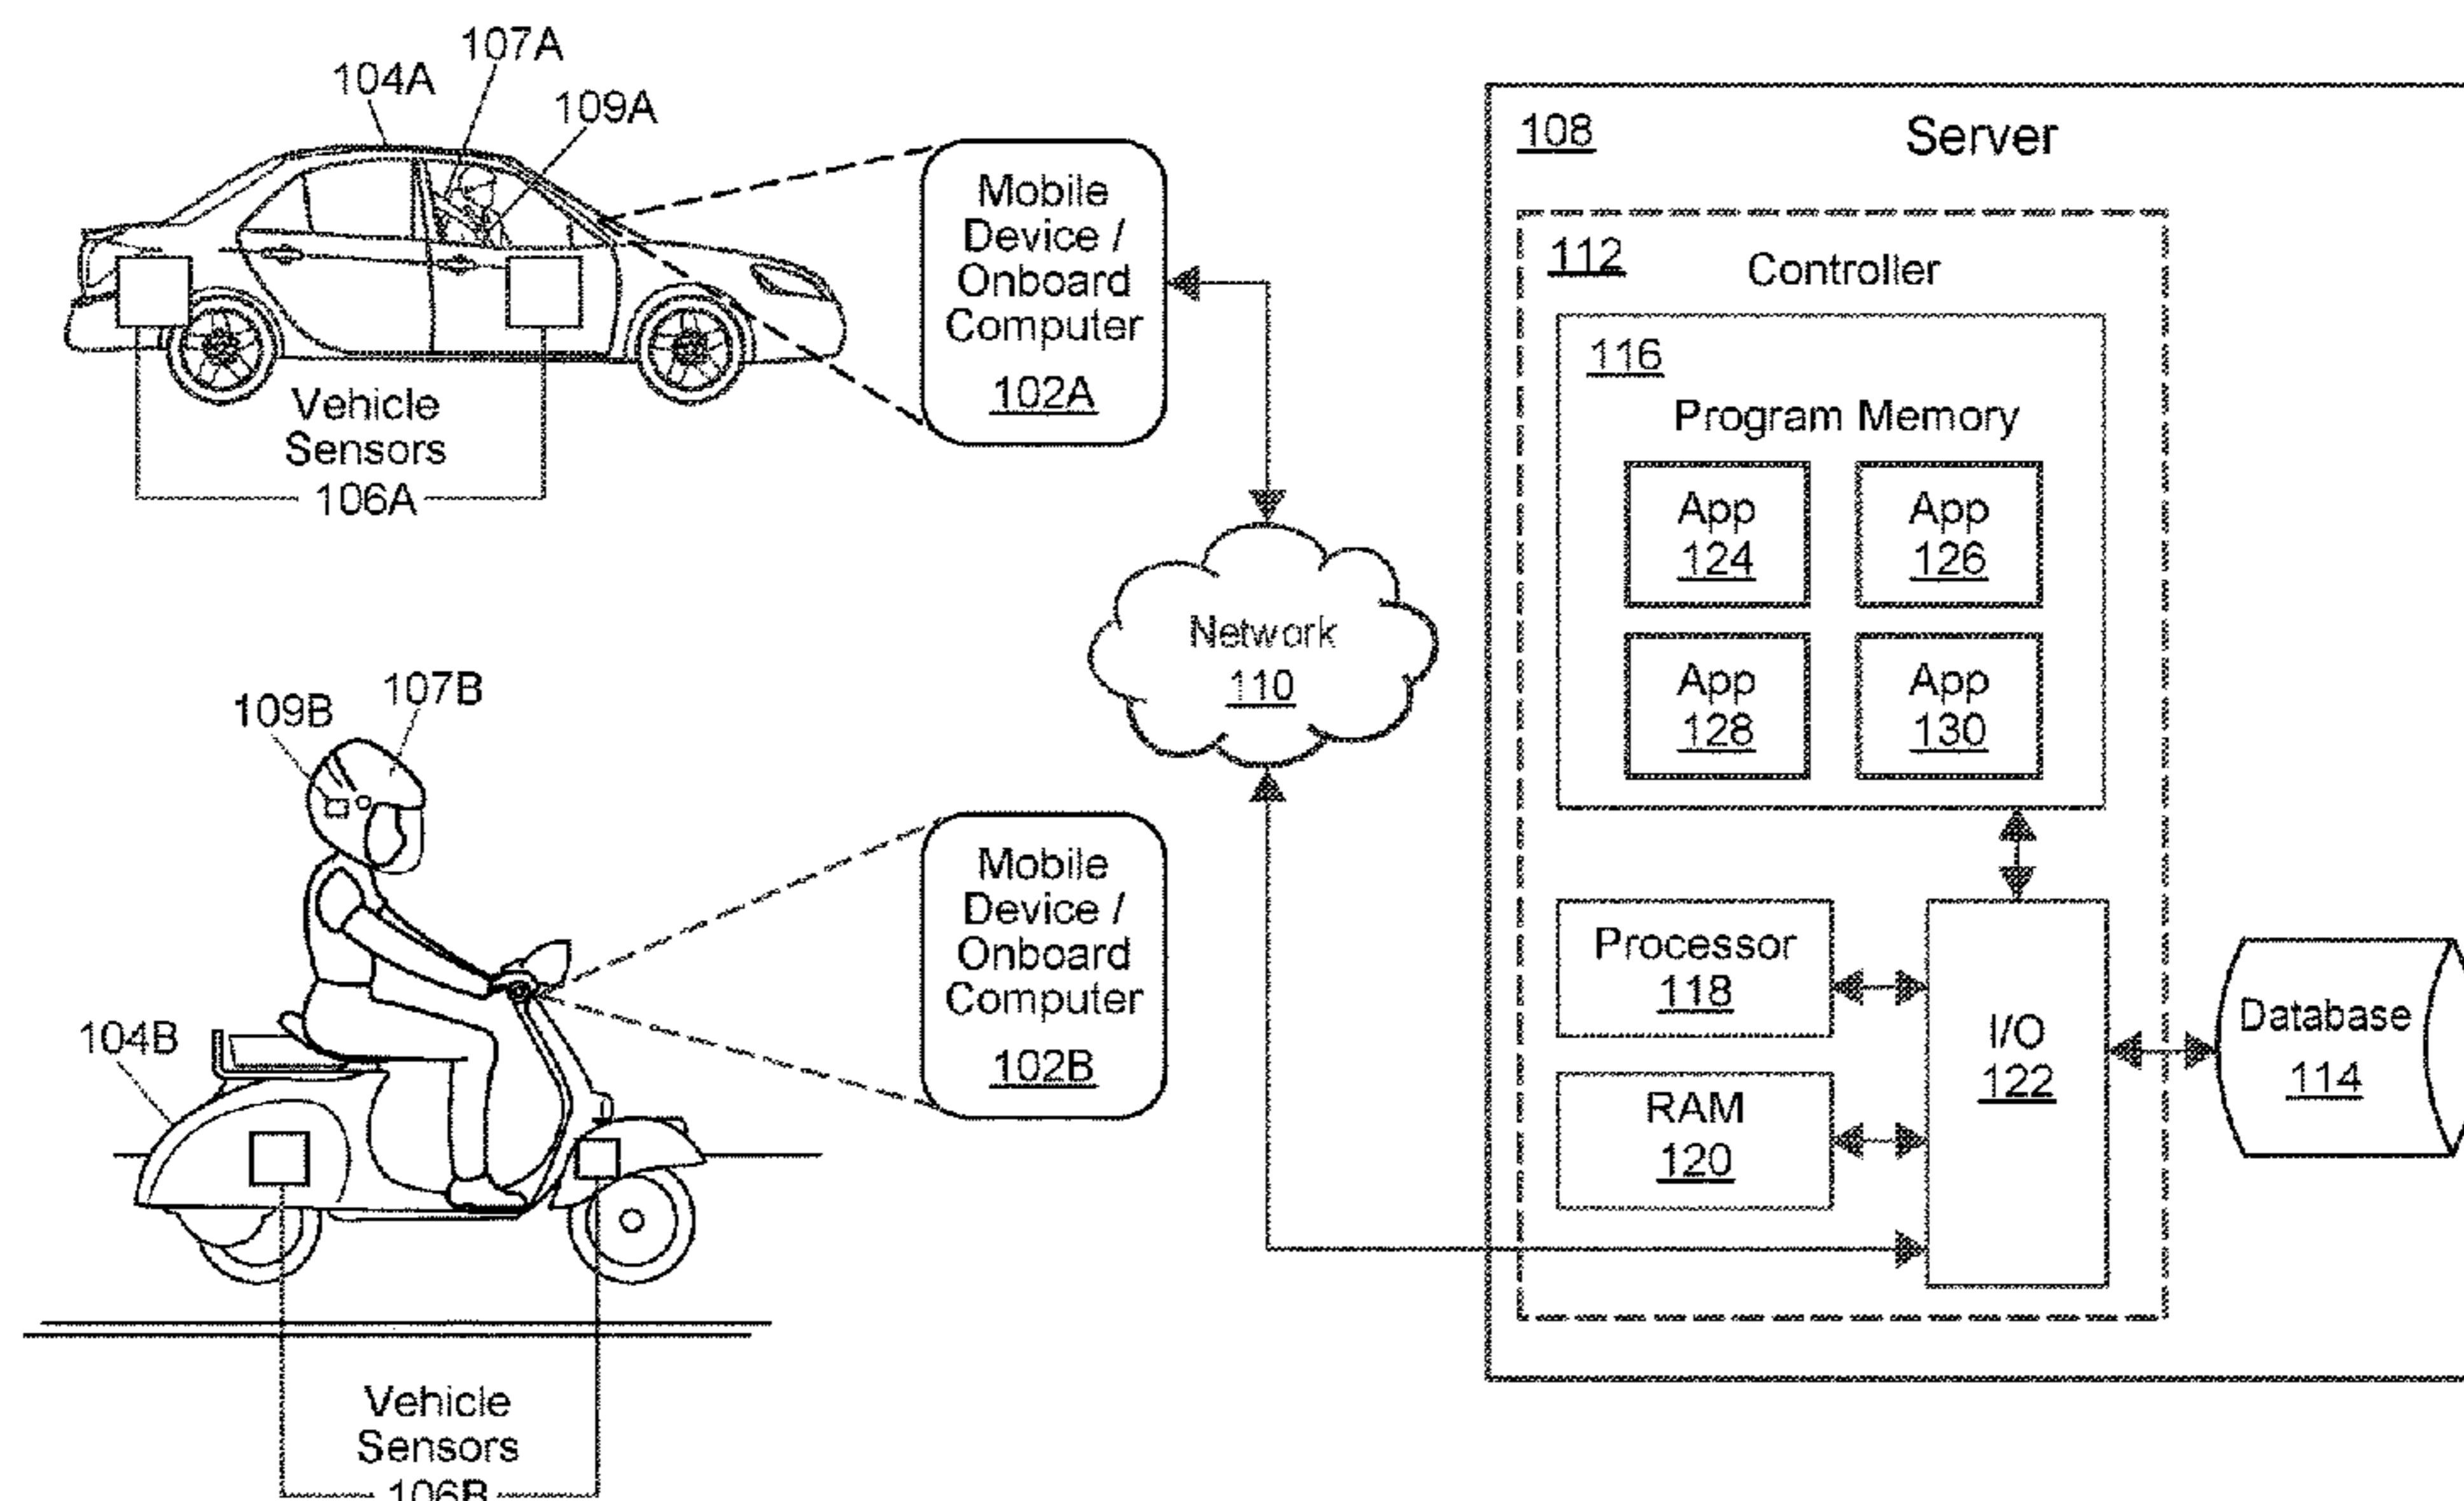 107A
104A
109A
Vehicle
Sensors
106A
Mobile
Device /
Onboard
Computer
102A
Network
110
107B
109B
104B
Vehicle
Sensors
106B
Mobile
Device /
Onboard
Computer
102B
108
Server
112
Controller
116
Program Memory
App
124
App
126
App
128
App
130
Processor
118
RAM
120
I/O
122
Database
114